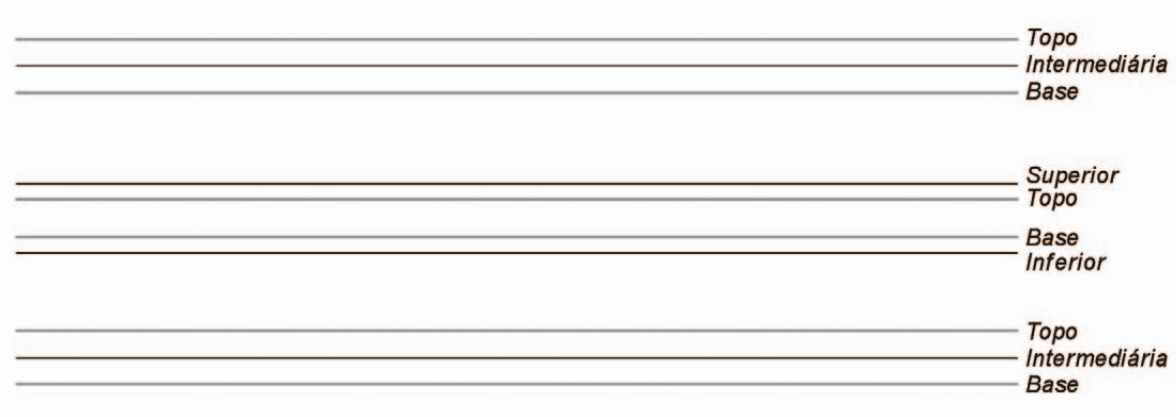 Topo
Intermediária
Base
Superior
Topo
Base
Inferior
Topo
Intermediária
Base